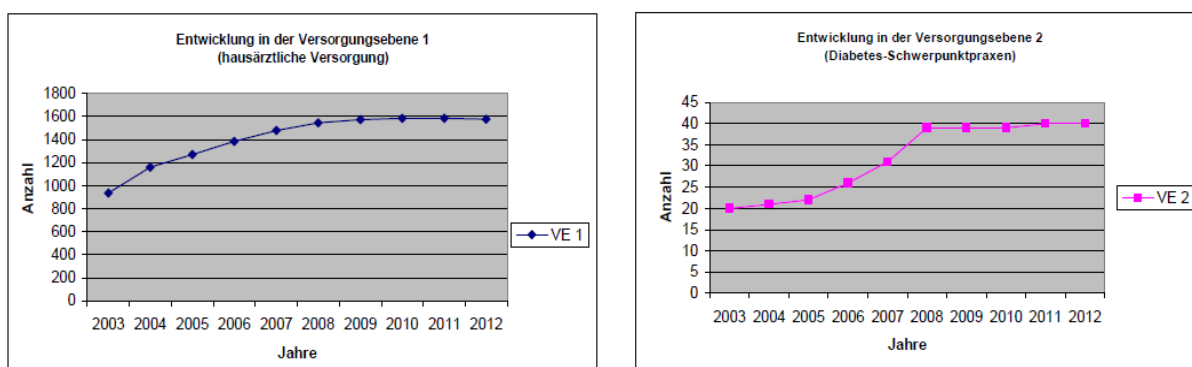 Entwicklung in der Versorgungsebene 1
(hausärztliche Versorgung)
1800
1600
1400
1200
1000
800
600
400
200
0
Anzahl
2003 2004 2005 2006 2007 2008 2009 2010 2011 2012
Jahre
VE 1
Entwicklung in der Versorgungsebene 2
(Diabetes-Schwerpunktpraxen)
45
40
35
30
25
20
15
10
5
0
Anzahl
2003 2004 2005 2006 2007 2008 2009 2010 2011 2012
Jahre
VE 2